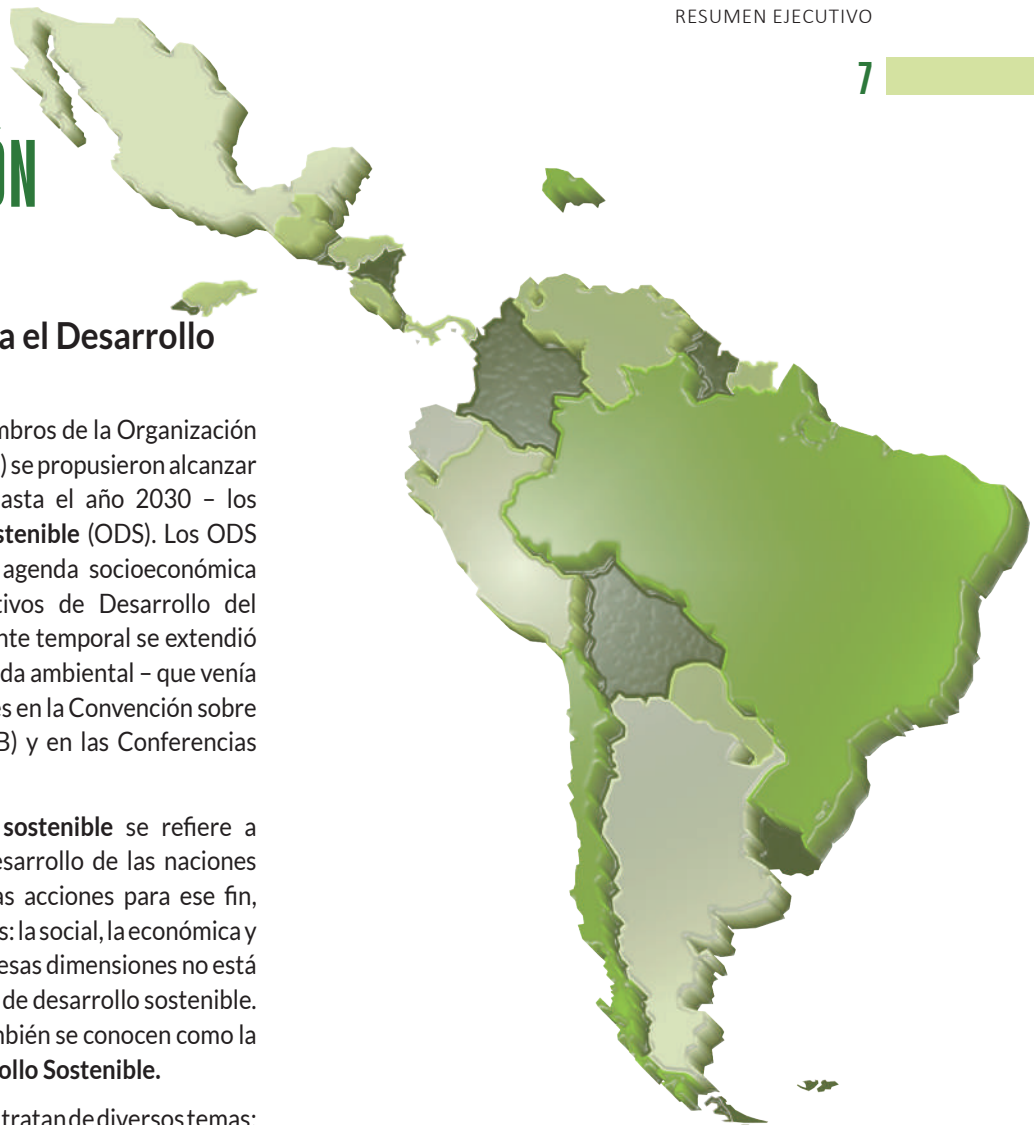 RESUMEN EJECUTIVO
7
ÓN
a el Desarrollo
mbros de la Organización
) se propusieron alcanzar
asta el año 2030 – los
stenible (ODS). Los ODS
agenda socioeconómica
tivos de Desarrollo del
nte temporal se extendió
da ambiental – que venía
es en la Convención sobre
B) y en las Conferencias
sostenible se refiere a
esarrollo de las naciones
as acciones para ese fin,
s: la social, la económica y
esas dimensiones no está
de desarrollo sostenible.
mbién se conocen como la
ollo Sostenible.
tratan de diversos temas: